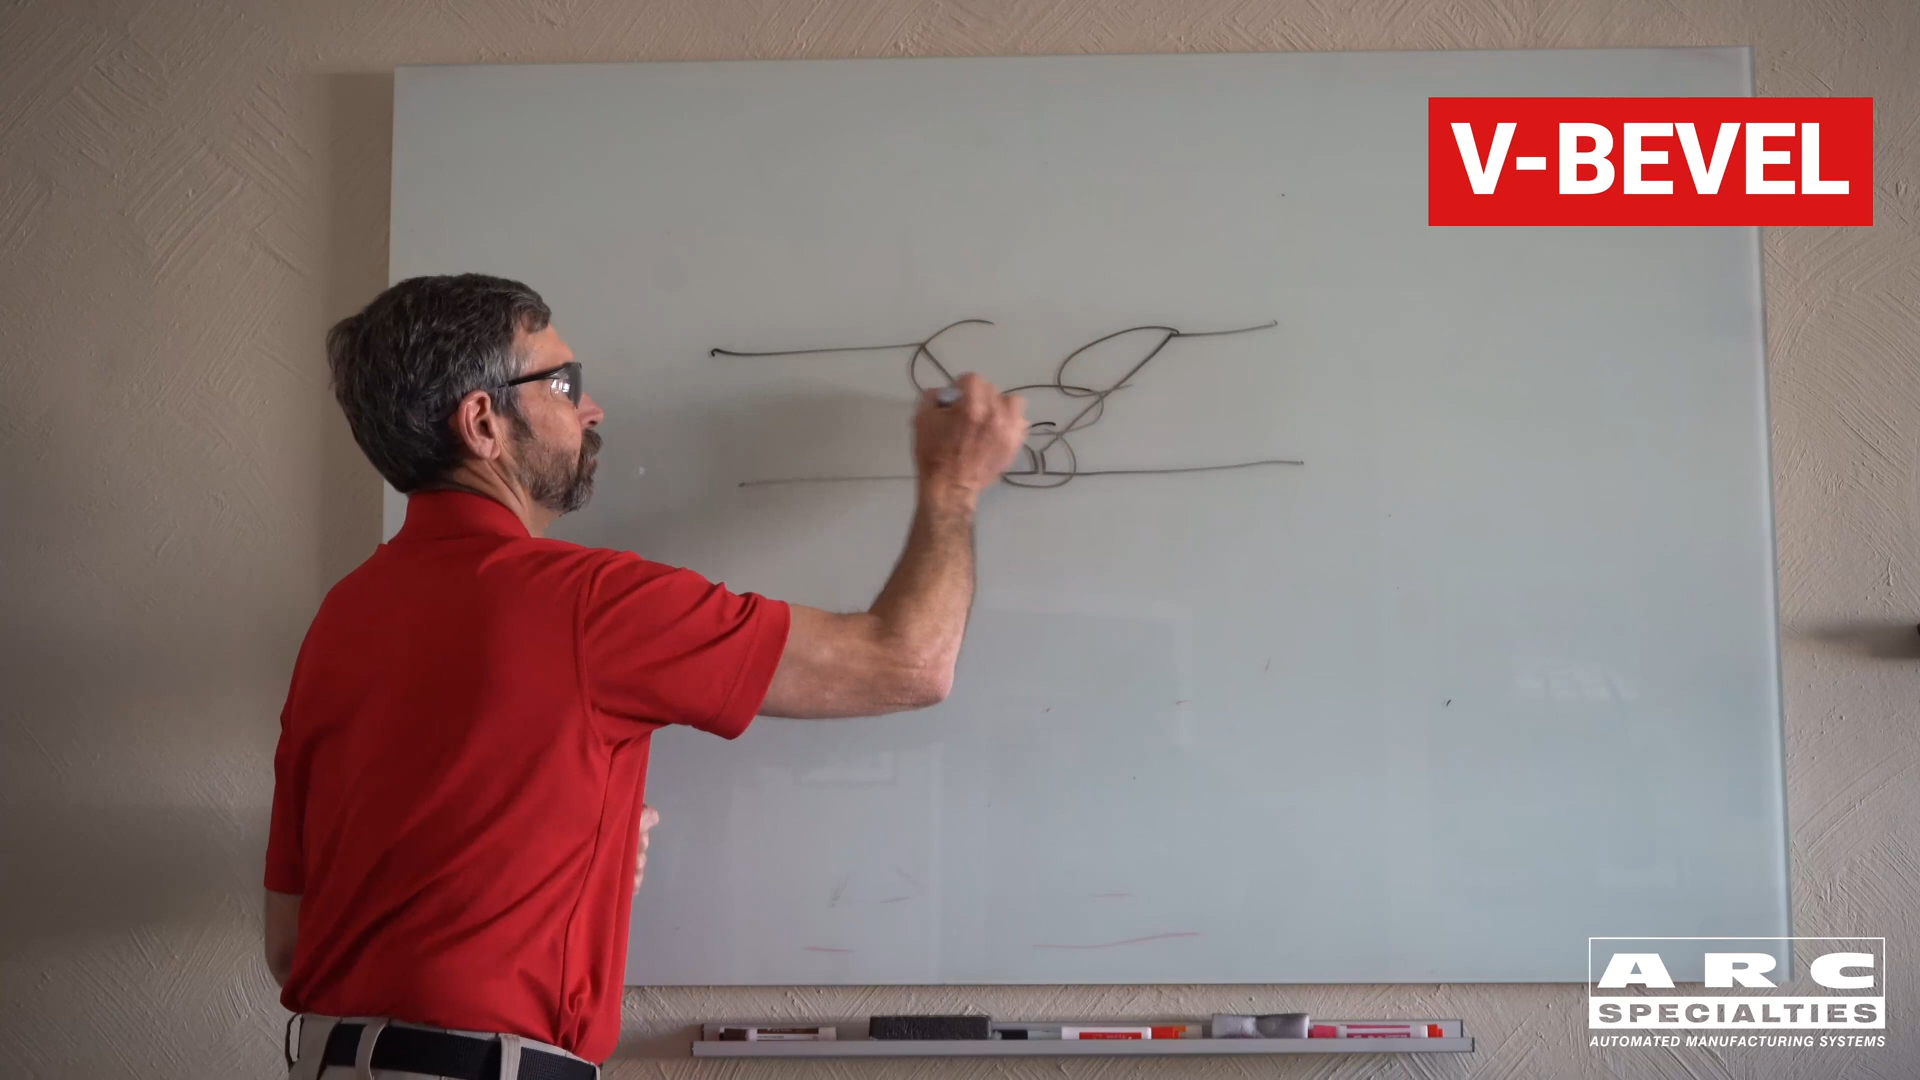 V-BEVEL
ARC
SPECIALTIES
AUTOMATED MANUFACTURING SYSTEMS